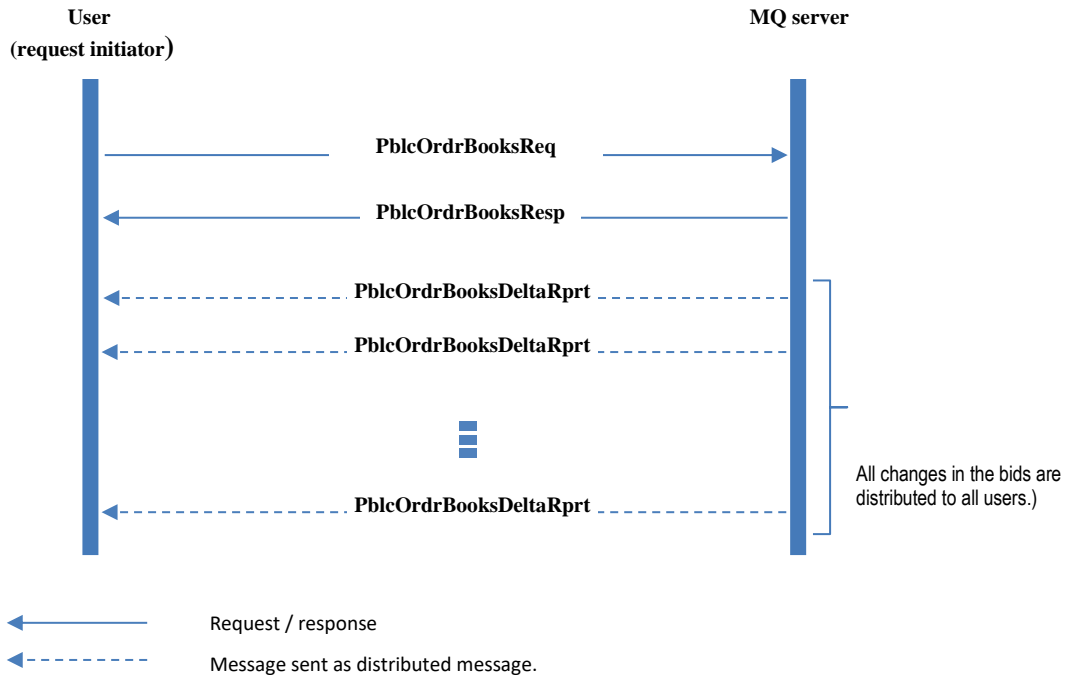 User
(request initiator)
MQ server
PblcOrdrBooksReq
PblcOrdrBooksResp
PblcOrdrBooksDeltaRprt
PblcOrdrBooksDeltaRprt
PblcOrdrBooksDeltaRprt
All changes in the bids are
distributed to all users.)
Request / response
Message sent as distributed message.